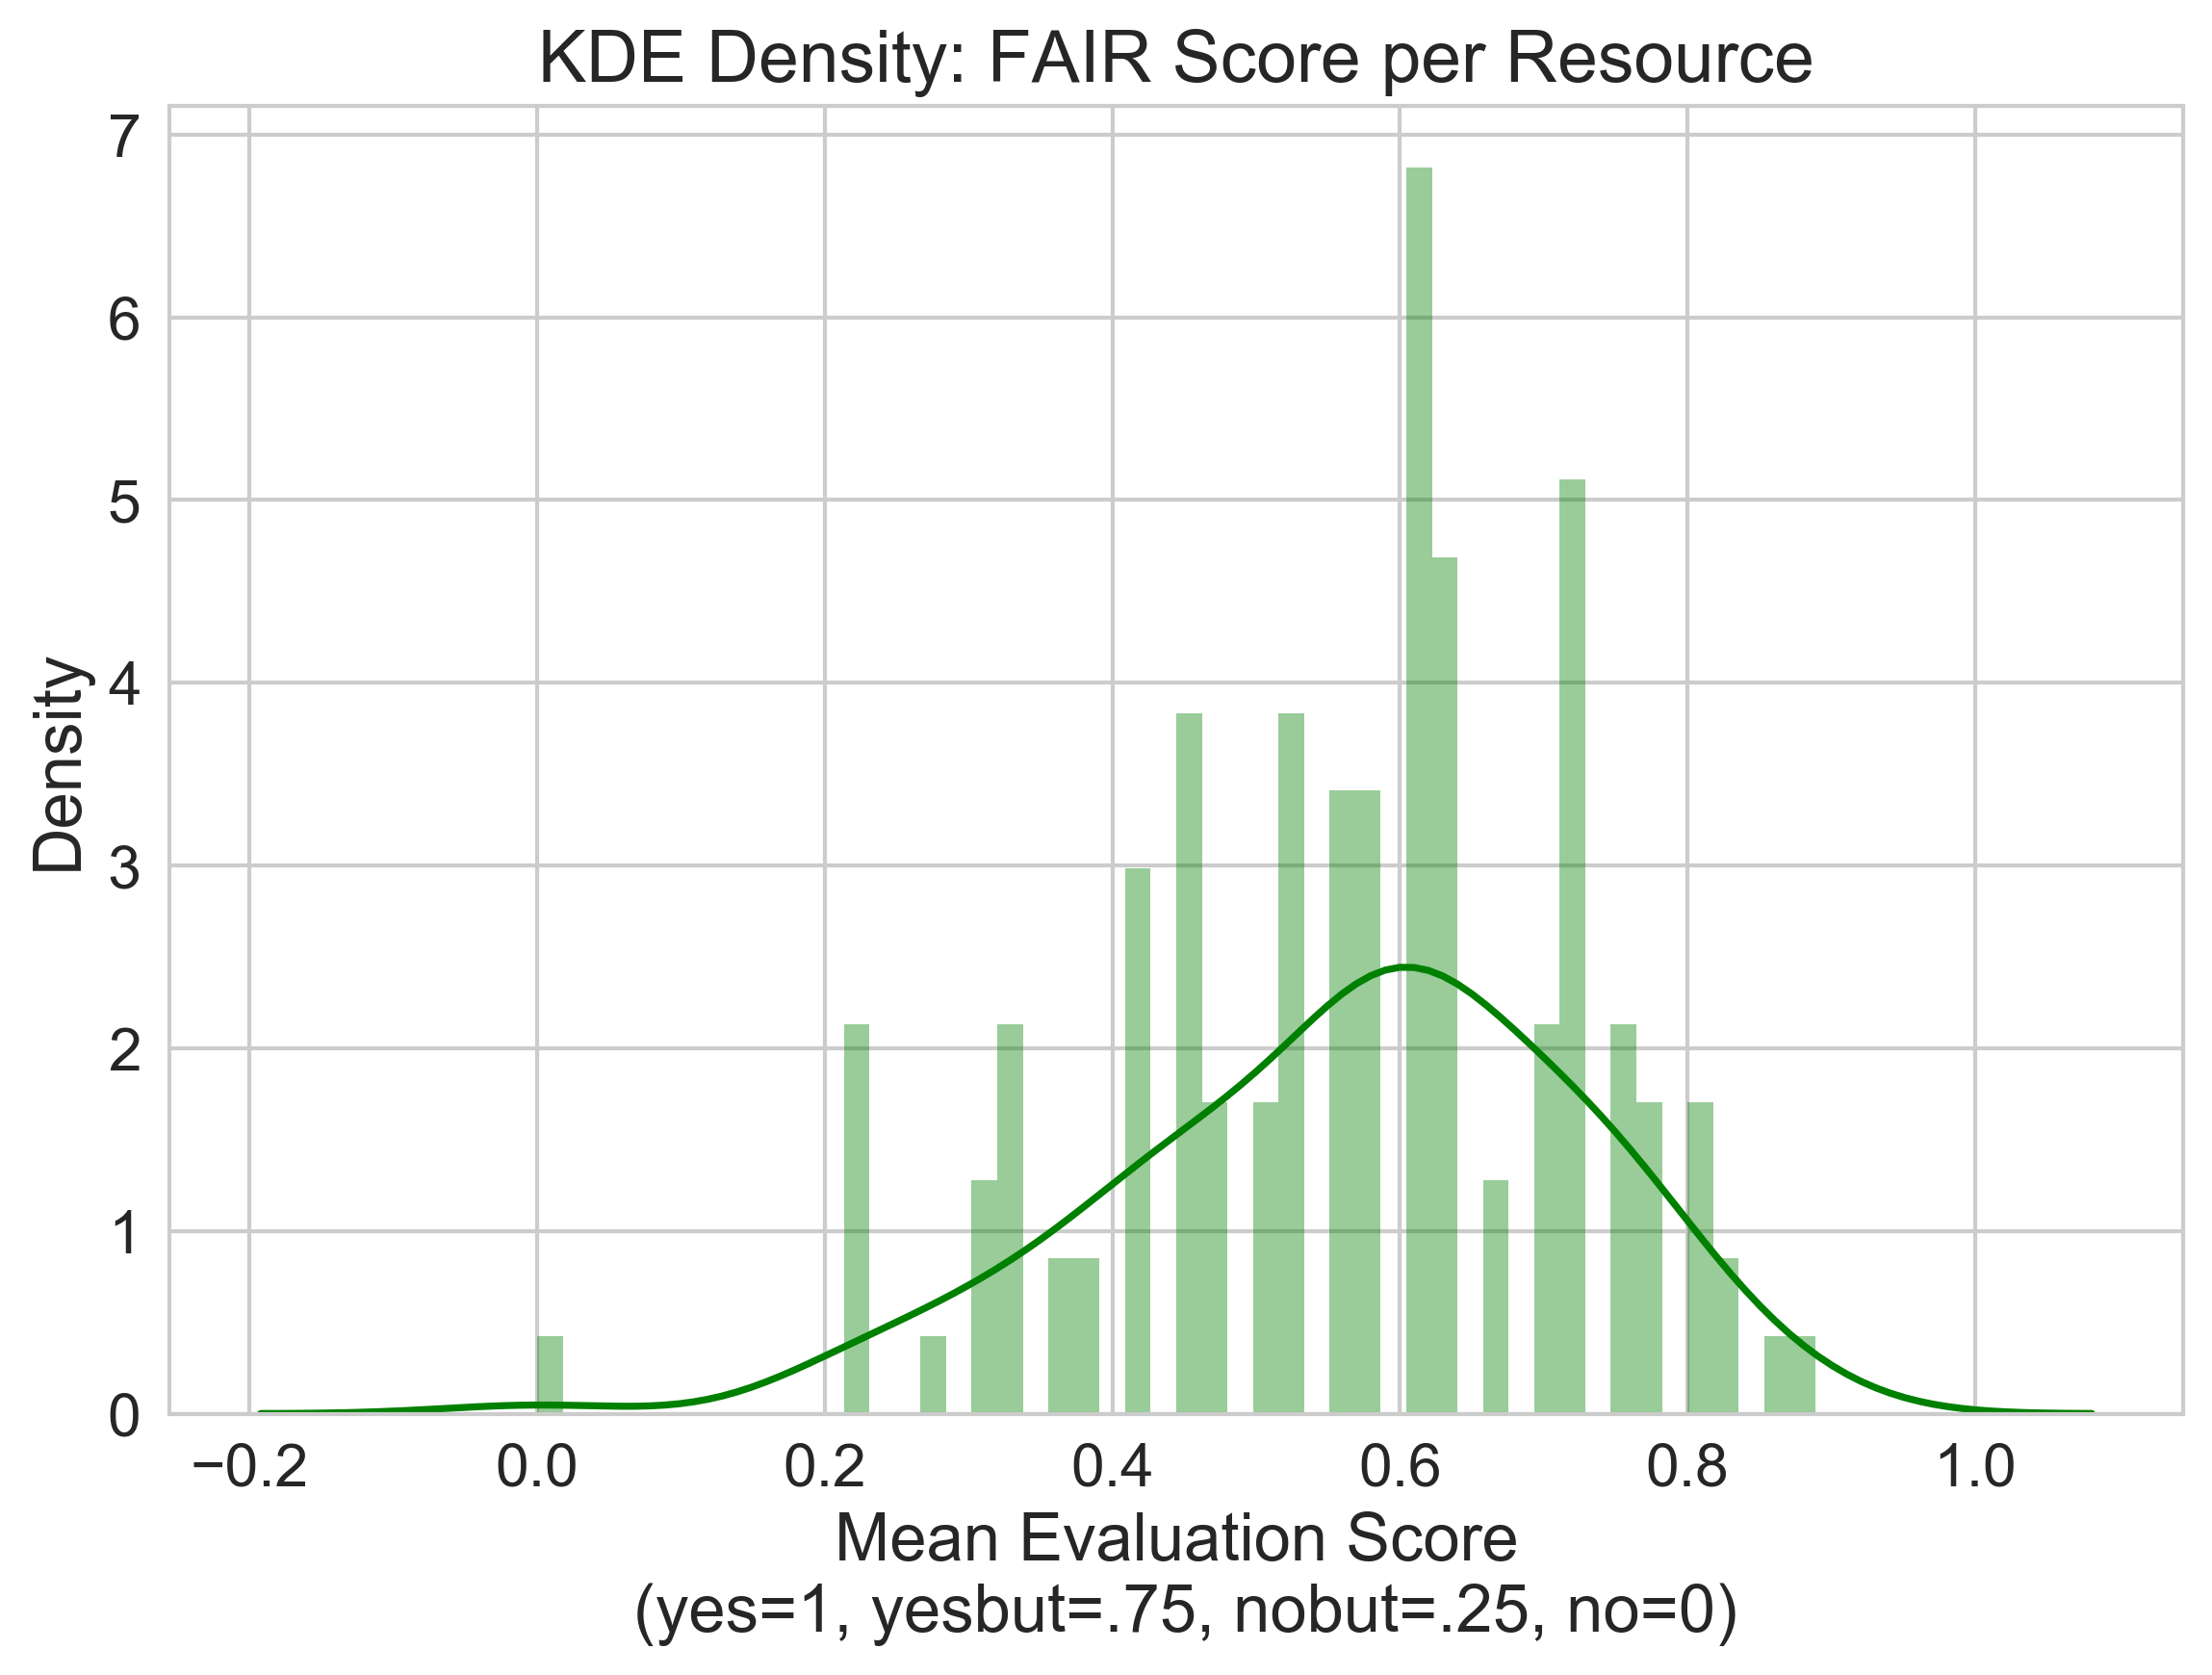 KDE Density: FAIR Score per Resource
7
6
5
4
3
2
1
0
Density
−0.2 0.0 0.2 0.4 0.6 0.8 1.0
Mean Evaluation Score
(yes=1, yesbut=.75, nobut=.25, no=0)